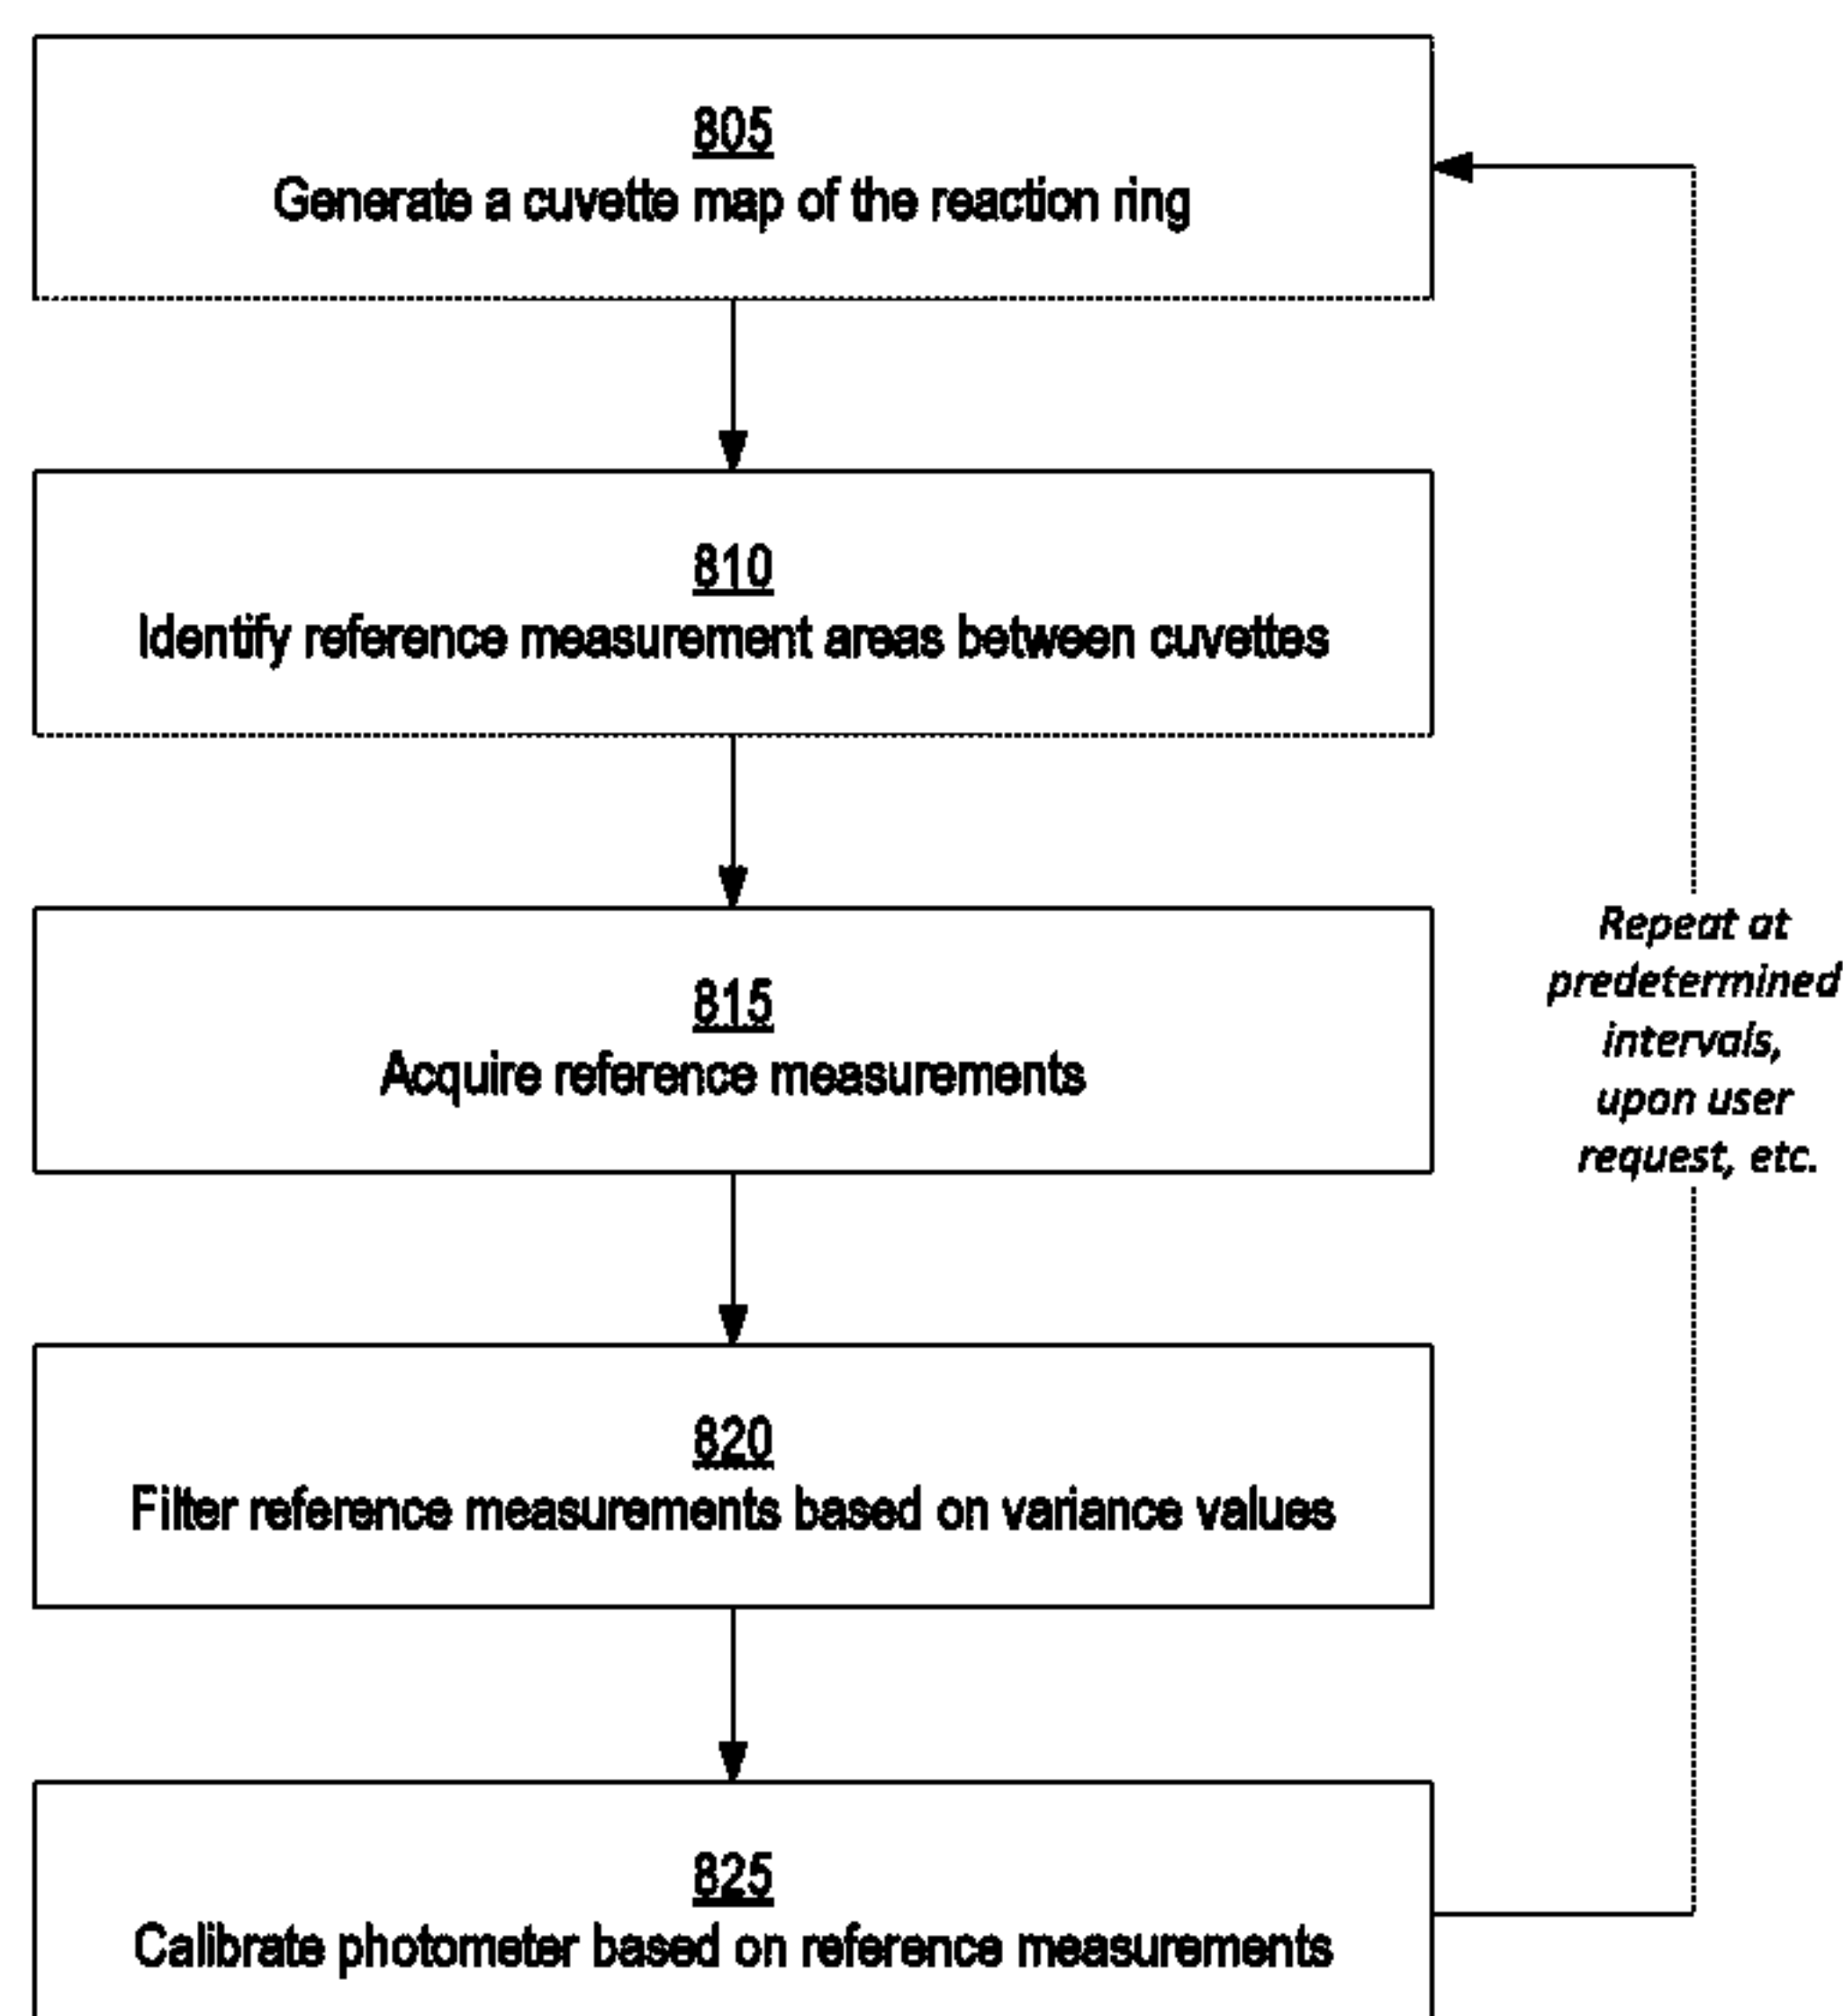 805
Generate a cuvette map of the reaction ring
810
Identify reference measurement areas between cuvettes
815
Acquire reference measurements
820
Filter reference measurements based on variance values
825
Calibrate photometer based on reference measurements
Repeat at
predetermined
intervals,
upon user
request, etc.